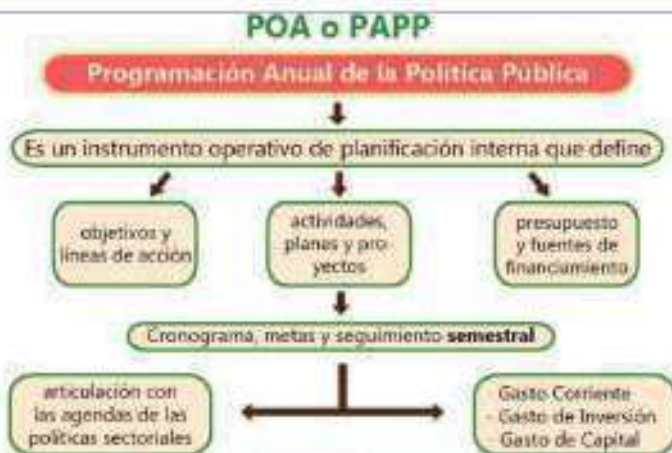 POA o PAPP
Programación Anual de la Política Pública
Es un instrumento operativo de planificación interna que define
objetivos y
líneas de acción
actividades,
planas y pro
yectos
presupuesto
y fuentes de
financiamiento
Cronograma, metas y seguimiento semestral
articulación con
las agendas de las
políticas sectoriales
Gasto Corriente
- Gasto de Inversión
- Gasto de Capital